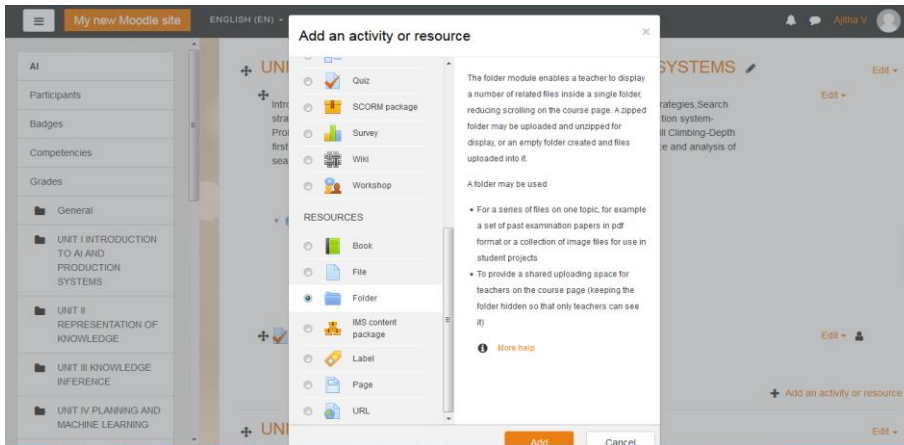 My new Moodle site
ENGLISH (EN)
Ajitha V
AI
Participants
Badges
Competencies
Grades
General
UNIT I INTRODUCTION
TO AI AND
PRODUCTION
SYSTEMS
UNIT II
REPRESENTATION OF
KNOWLEDGE
UNIT III KNOWLEDGE
INFERENCE
UNIT IV PLANNING AND
MACHINE LEARNING
UNI
SYSTEMS
Edit
Edit
Intro
rategies,Search
stra
tion system-
Prol
ill Climbing-Depth
first
ce and analysis of
sea
Edit
Add an activity or resource
UNI
Edit
Add an activity or resource
×
Quiz
SCORM package
Survey
Wiki
Workshop
RESOURCES
Book
File
Folder
IMS content
package
Label
Page
URL
The folder module enables a teacher to display
a number of related files inside a single folder,
reducing scrolling on the course page. A zipped
folder may be uploaded and unzipped for
display, or an empty folder created and files
uploaded into it.
A folder may be used
• For a series of files on one topic, for example
a set of past examination papers in pdf
format or a collection of image files for use in
student projects
• To provide a shared uploading space for
teachers on the course page (keeping the
folder hidden so that only teachers can see
it)
More help
Add
Cancel